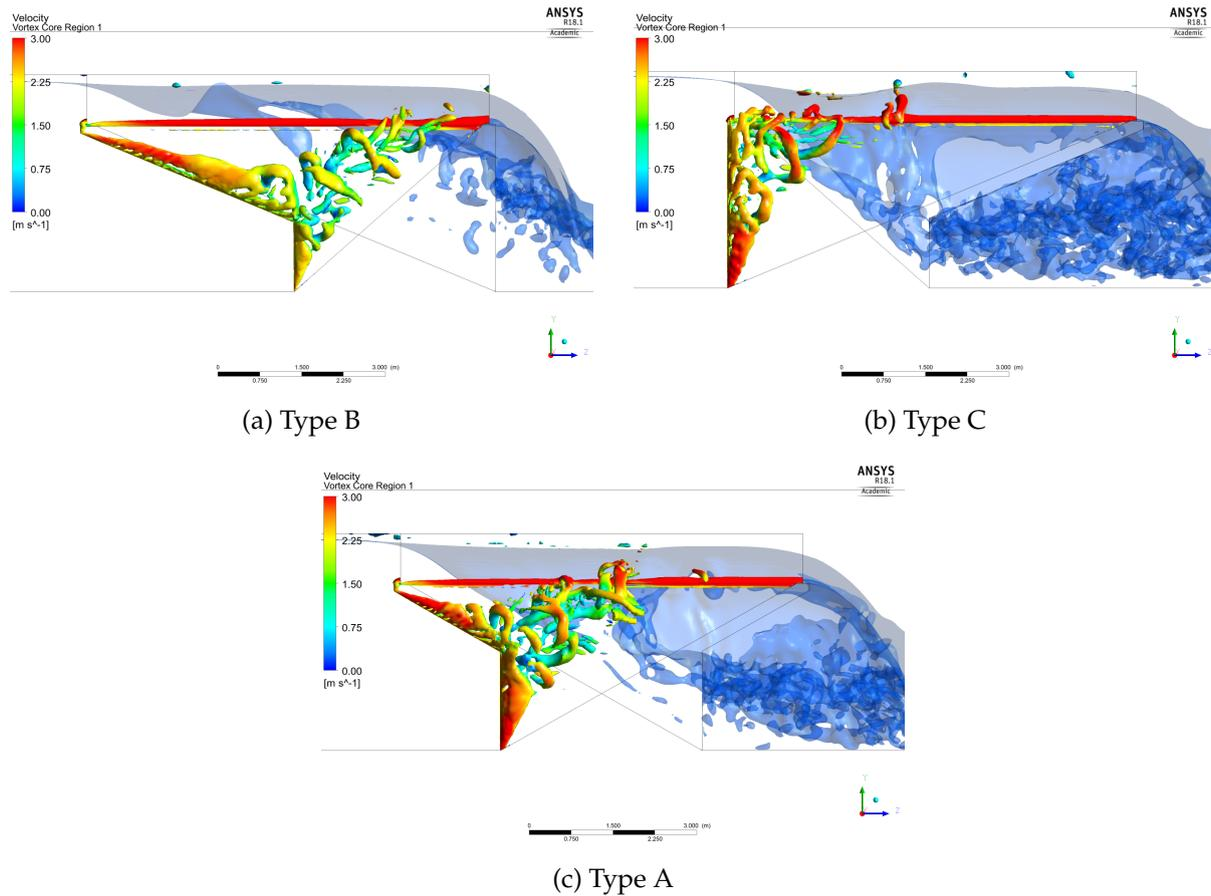 Velocity
Vortex Core Region 1
3.00
2.25
1.50
0.75
0.00
[m s^-1]
ANSYS
R18.1
Academic
Y
Z
0 1.500 3.000 (m)
0.750 2.250
(a) Type B
Velocity
Vortex Core Region 1
3.00
2.25
1.50
0.75
0.00
[m s^-1]
ANSYS
R18.1
Academic
Y
Z
0 1.500 3.000 (m)
0.750 2.250
(b) Type C
Velocity
Vortex Core Region 1
3.00
2.25
1.50
0.75
0.00
[m s^-1]
ANSYS
R18.1
Academic
Y
Z
0 1.500 3.000 (m)
0.750 2.250
(c) Type A